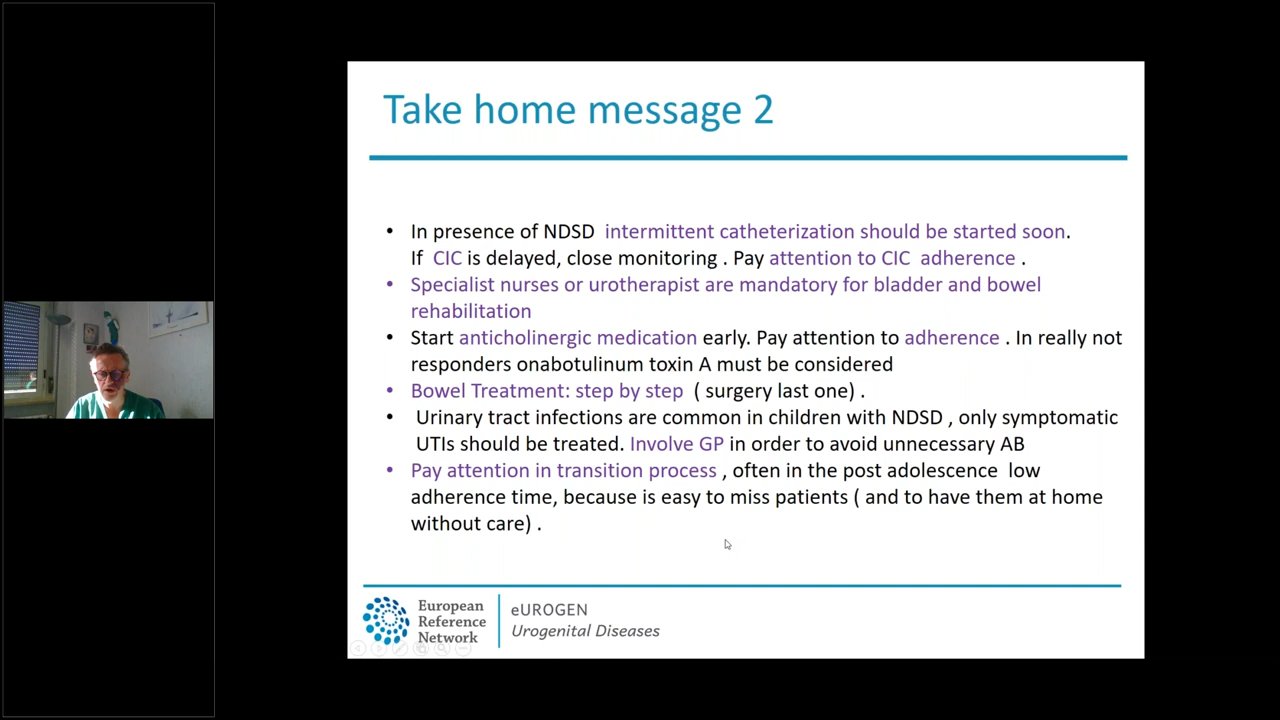 Take home message 2
• In presence of NDSD intermittent catheterization should be started soon.
If CIC is delayed, close monitoring . Pay attention to CIC adherence .
• Specialist nurses or urotherapist are mandatory for bladder and bowel
rehabilitation
• Start anticholinergic medication early. Pay attention to adherence . In really not
responders onabotulinum toxin A must be considered
• Bowel Treatment: step by step ( surgery last one) .
• Urinary tract infections are common in children with NDSD , only symptomatic
UTIs should be treated. Involve GP in order to avoid unnecessary AB
• Pay attention in transition process , often in the post adolescence low
adherence time, because is easy to miss patients ( and to have them at home
without care) .
European
Reference
Network
eUROGEN
Urogenital Diseases